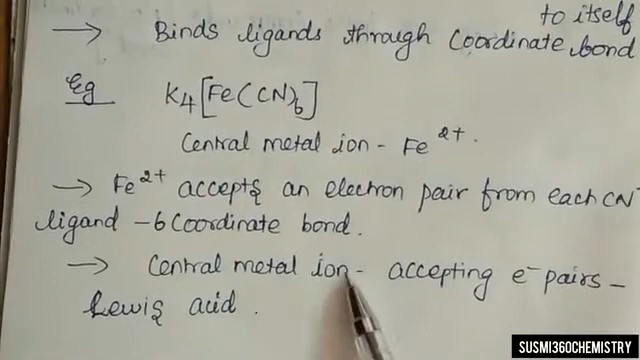 to itself
→ Binds ligands through Coordinate bond
Eg K4[Fe(CN)6]
Central metal ion - Fe2+.
→ Fe2+ accepts an electron pair from each CN-
ligand - 6 Coordinate bond.
→ Central metal ion - accepting e- pairs -
Lewis acid.
SUSMI360CHEMISTRY